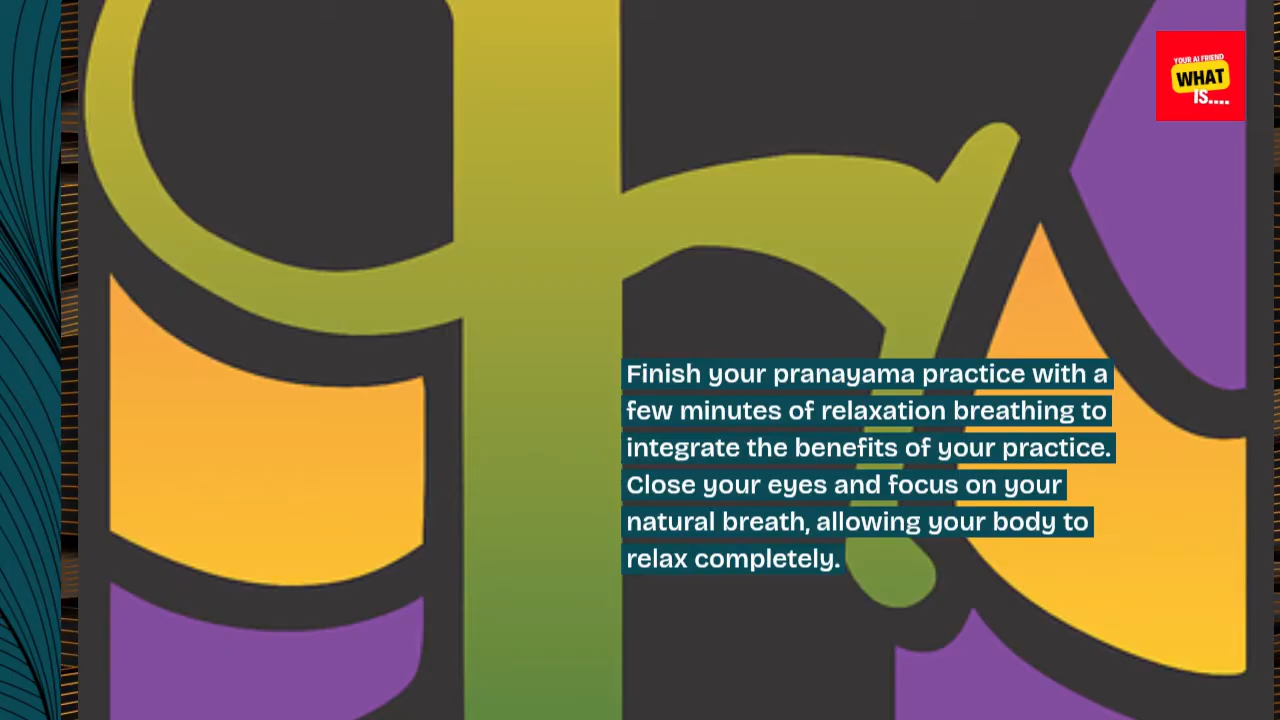 YOUR AI FRIEND
WHAT
IS....
Finish your pranayama practice with a
few minutes of relaxation breathing to
integrate the benefits of your practice.
Close your eyes and focus on your
natural breath, allowing your body to
relax completely.